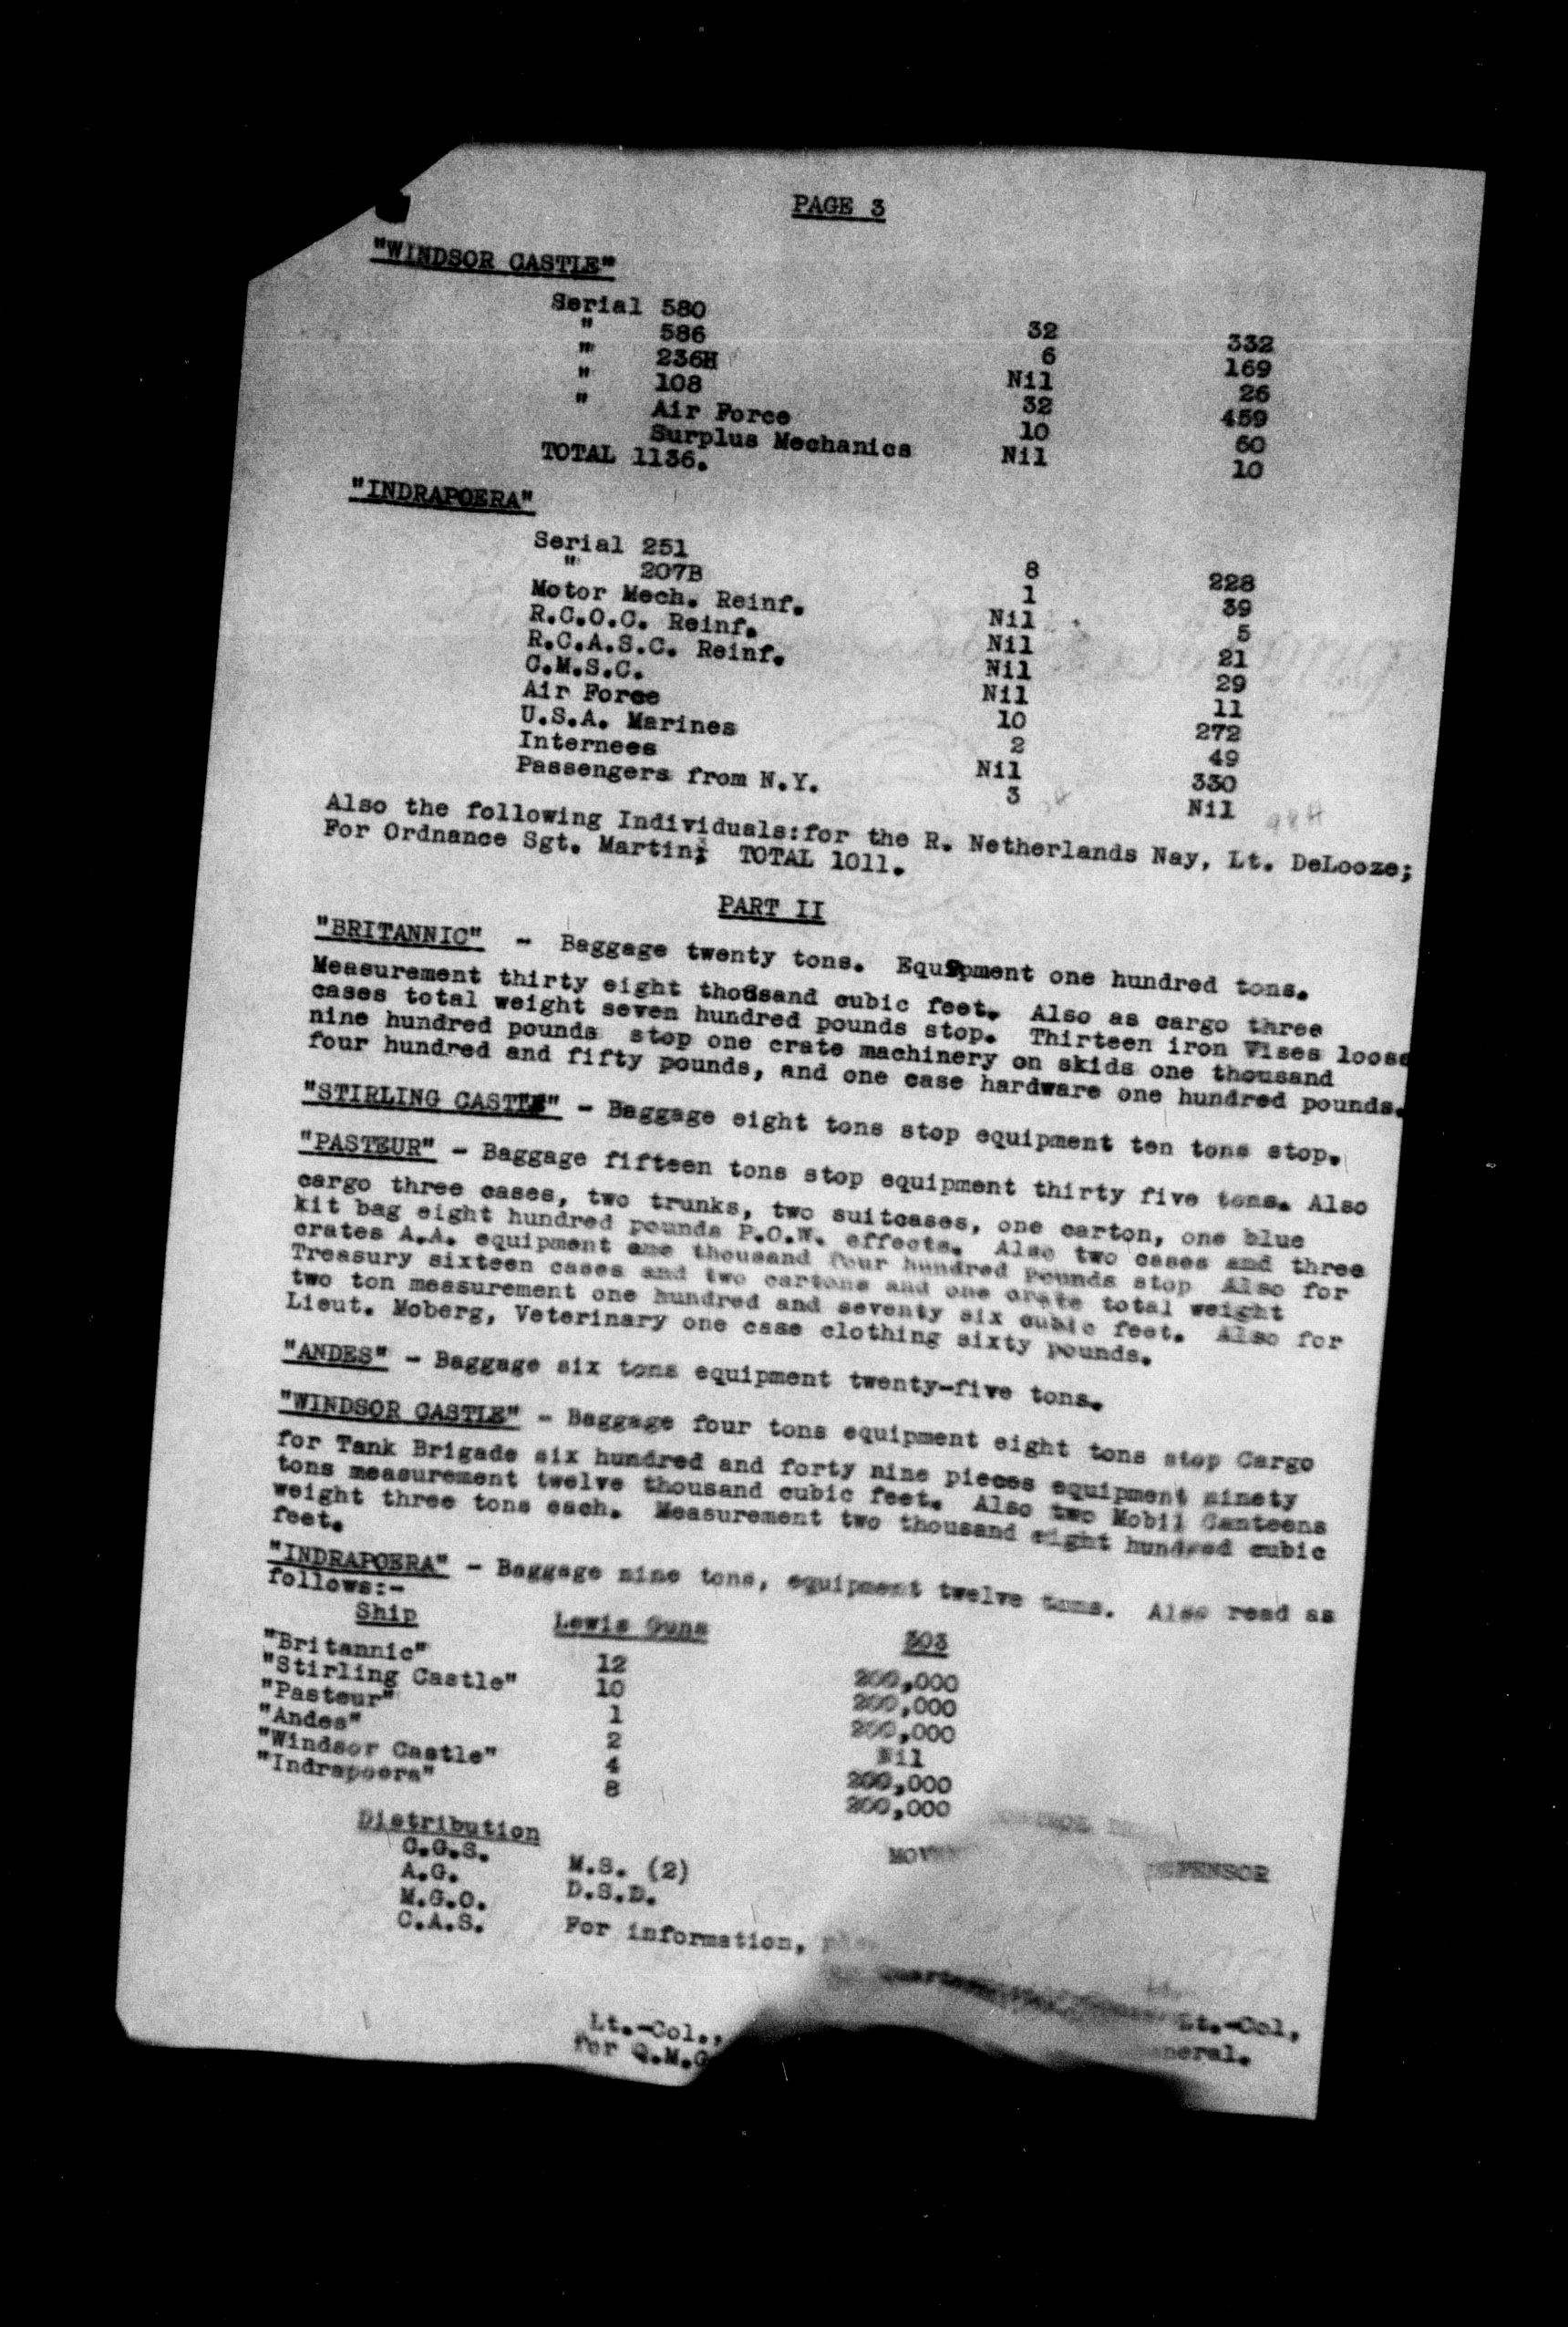 PAGE 3
"WINDSOR CASTLE"
Serial 580 32 332
" 586 6 169
" 236H Nil 26
" 108 32 459
" Air Force 10 60
Surplus Mechanics Nil 10
TOTAL 1136.
"INDRAPOERA"
Serial 251 8 228
" 207B 1 39
Motor Mech. Reinf. Nil 5
R.C.O.C. Reinf. Nil 21
R.C.A.S.C. Reinf. Nil 29
C.M.S.C. Nil 11
Air Force 10 272
U.S.A. Marines 2 49
Internees Nil 330
Passengers from N.Y. 3 Nil
Also the following Individuals:for the R. Netherlands Nay, Lt. DeLooze;
For Ordnance Sgt. Martin; TOTAL 1011.
PART II
"BRITANNIC" - Baggage twenty tons. Equipment one hundred tons.
Measurement thirty eight thousand cubic feet. Also as cargo three
cases total weight seven hundred pounds stop. Thirteen iron Vises loose
nine hundred pounds stop one crate machinery on skids one thousand
four hundred and fifty pounds, and one case hardware one hundred pounds.
"STIRLING CASTLE" - Baggage eight tons stop equipment ten tons stop.
"PASTEUR" - Baggage fifteen tons stop equipment thirty five tons. Also
cargo three cases, two trunks, two suitcases, one carton, one blue
kit bag eight hundred pounds P.O.W. effects. Also two cases and three
crates A.A. equipment one thousand four hundred Pounds stop Also for
Treasury sixteen cases and two cartons and one crate total weight
two ton measurement one hundred and seventy six cubic feet. Also for
Lieut. Moberg, Veterinary one case clothing sixty pounds.
"ANDES" - Baggage six tons equipment twenty-five tons.
"WINDSOR CASTLE" - Baggage four tons equipment eight tons stop Cargo
for Tank Brigade six hundred and forty nine pieces equipment ninety
tons measurement twelve thousand cubic feet. Also two Mobil Canteens
weight three tons each. Measurement two thousand eight hundred cubic
feet.
"INDRAPOERA" - Baggage nine tons, equipment twelve tons. Also read as
follows:-
Ship Lewis Guns 303
"Britannic" 12 200,000
"Stirling Castle" 10 200,000
"Pasteur" 1 200,000
"Andes" 2 Nil
"Windsor Castle" 4 200,000
"Indrapoera" 8 200,000
Distribution
C.G.S. M.S. (2)
A.G. D.S.D.
M.G.O.
C.A.S. For information,
Lt.-Col., Lt.-Col,
for Q.M.G